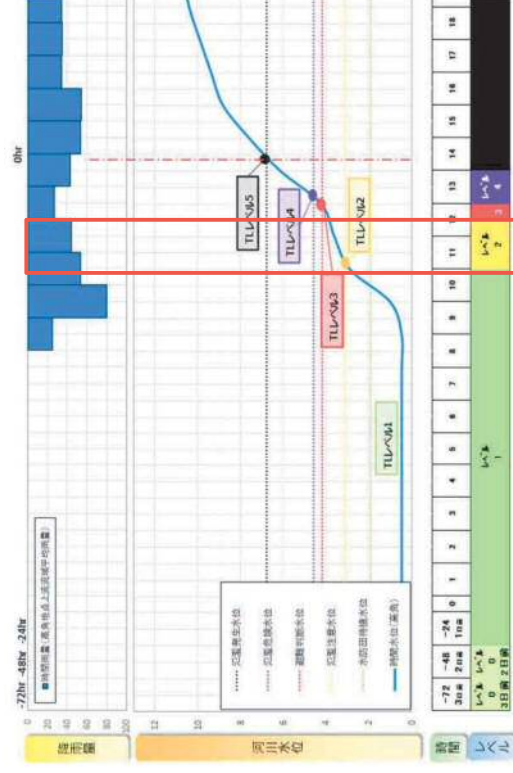 -72hr -48hr -24hr
0hr
降雨量
0
20
40
60
80
100
■時間雨量(高角地点上流流域平均雨量)
河川水位
12
10
8
6
4
2
0
氾濫発生水位
氾濫危険水位
避難判断水位
氾濫注意水位
水防団待機水位
時間水位(高角)
TLレベル1
TLレベル2
TLレベル3
TLレベル4
TLレベル5
時間
-72 -48 -24 0 1 2 3 4 5 6 7 8 9 10 11 12 13 14 15 16 17 18
3日前 2日前 1日前
レベル
レベル レベル レベル レベル 3 レベル
0 0 1 2 4
3日前 2日前